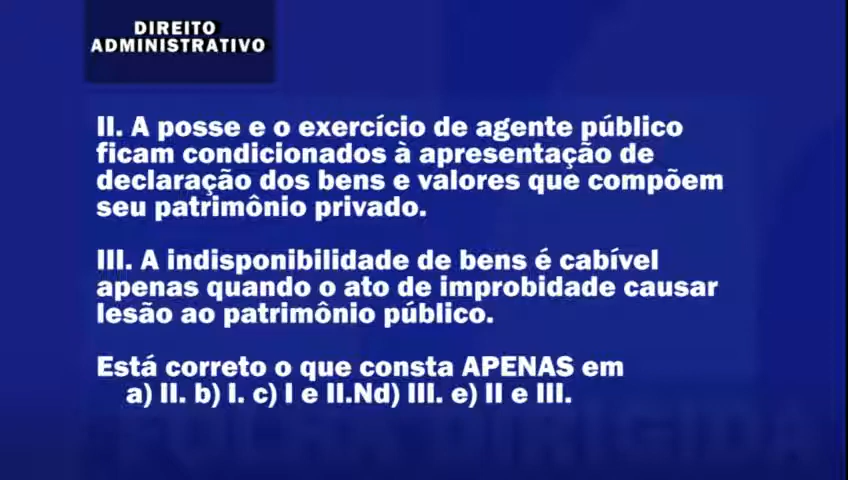 DIREITO
ADMINISTRATIVO
II. A posse e o exercício de agente público
ficam condicionados à apresentação de
declaração dos bens e valores que compõem
seu patrimônio privado.
III. A indisponibilidade de bens é cabível
apenas quando o ato de improbidade causar
lesão ao patrimônio público.
Está correto o que consta APENAS em
a) II. b) I. c) I e II.Nd) III. e) II e III.
FOLHA DIRIGIDA